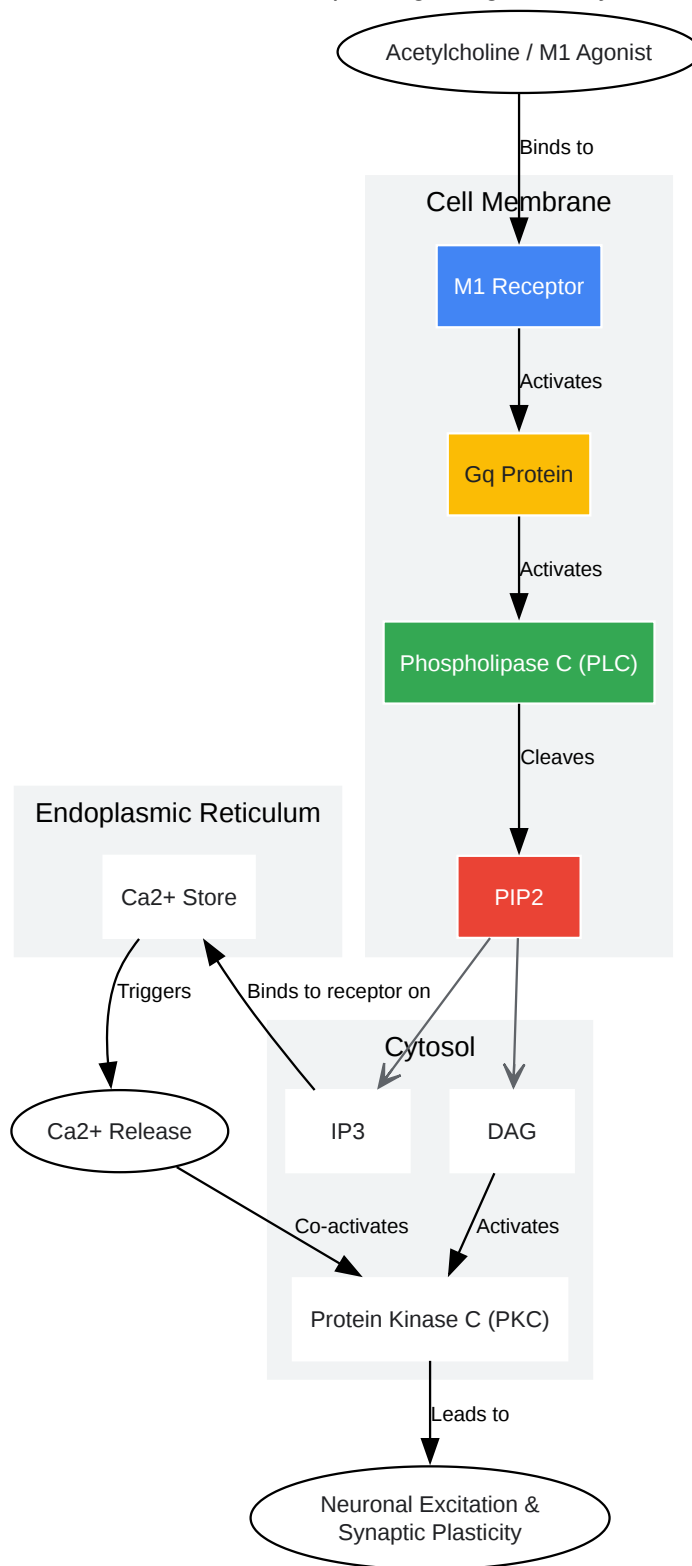 Acetylcholine / M1 Agonist
Binds to
Cell Membrane
M1 Receptor
Activates
Gq Protein
Activates
Phospholipase C (PLC)
Cleaves
Endoplasmic Reticulum
Ca2+ Store
PIP2
Triggers
Binds to receptor on
Cytosol
Ca2+ Release
IP3
DAG
Co-activates
Activates
Protein Kinase C (PKC)
Leads to
Neuronal Excitation &
Synaptic Plasticity